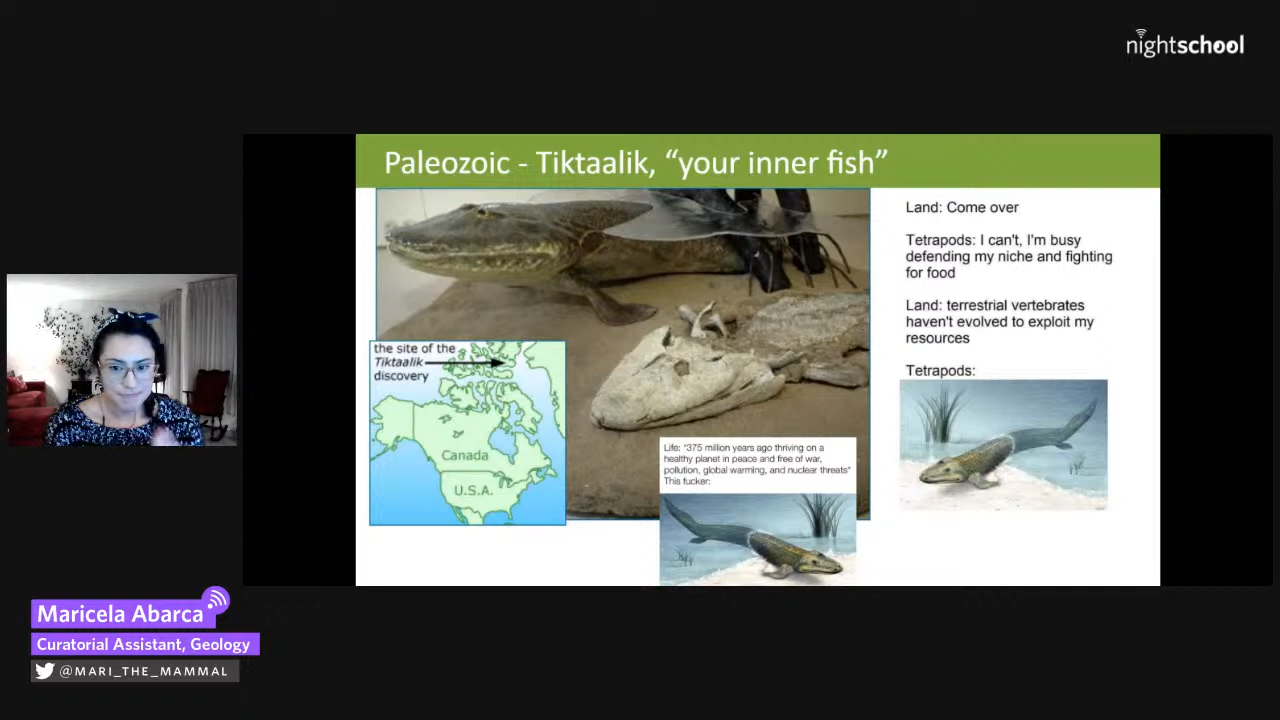 nightschool
Paleozoic - Tiktaalik, “your inner fish”
the site of the
Tiktaalik
discovery
Canada
U.S.A.
Life: "375 million years ago thriving on a
healthy planet in peace and free of war,
pollution, global warming, and nuclear threats"
This fucker:
Land: Come over
Tetrapods: I can't, I'm busy
defending my niche and fighting
for food
Land: terrestrial vertebrates
haven't evolved to exploit my
resources
Tetrapods:
Maricela Abarca
Curatorial Assistant, Geology
@MARI_THE_MAMMAL